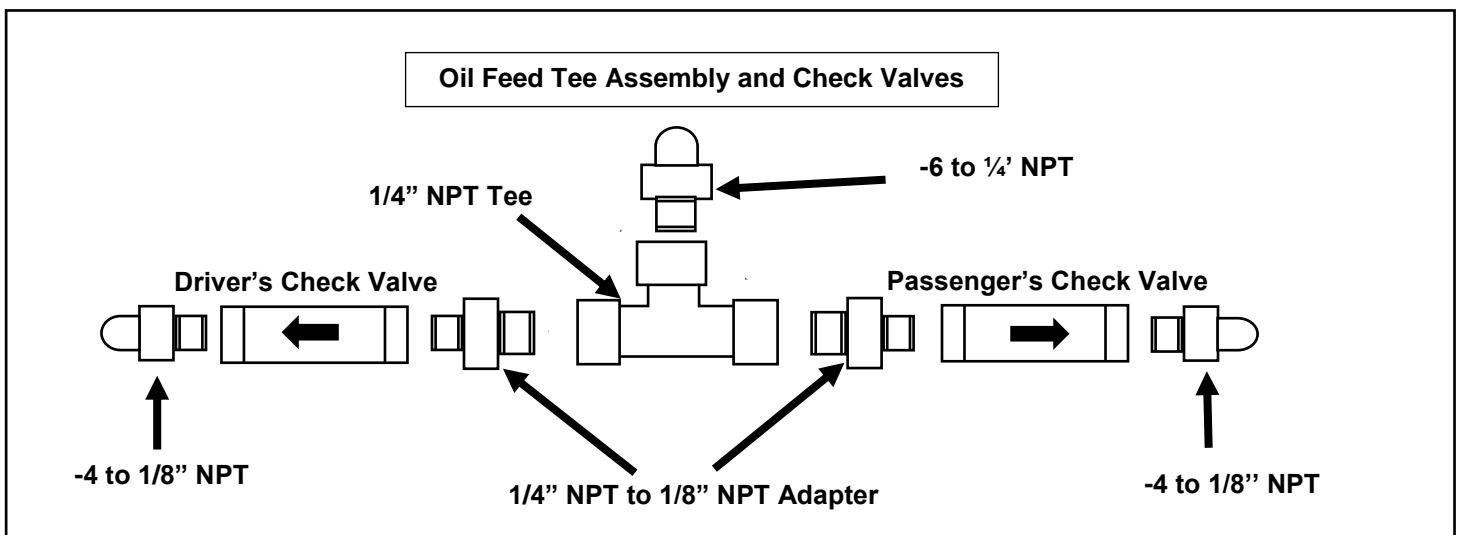 Oil Feed Tee Assembly and Check Valves
-6 to ¼’ NPT
1/4” NPT Tee
Driver’s Check Valve
Passenger’s Check Valve
-4 to 1/8” NPT
1/4” NPT to 1/8” NPT Adapter
-4 to 1/8’’ NPT